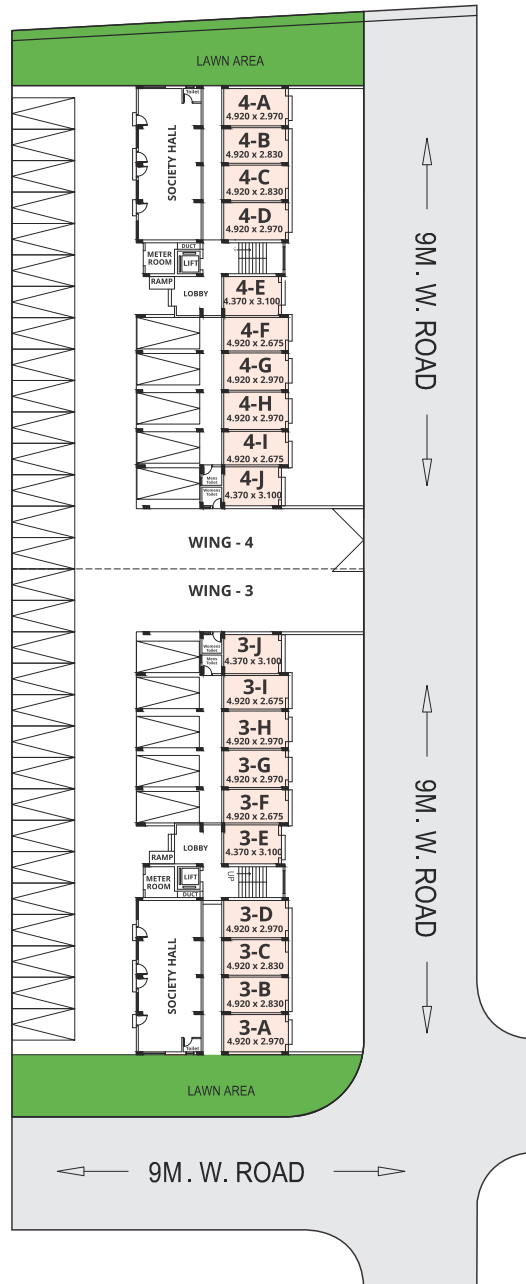 LAWN AREA
Toilet
SOCIETY HALL
4-A
4.920 x 2.970
4-B
4.920 x 2.830
4-C
4.920 x 2.830
4-D
4.920 x 2.970
DUCT
METER
ROOM
LIFT
RAMP
LOBBY
4-E
4.370 x 3.100
4-F
4.920 x 2.675
4-G
4.920 x 2.970
4-H
4.920 x 2.970
4-I
4.920 x 2.675
Mens
Toilet
Womens
Toilet
4-J
4.370 x 3.100
9M. W. ROAD
WING - 4
WING - 3
Womens
Toilet
Mens
Toilet
3-J
4.370 x 3.100
3-I
4.920 x 2.675
3-H
4.920 x 2.970
3-G
4.920 x 2.970
3-F
4.920 x 2.675
LOBBY
3-E
4.370 x 3.100
RAMP
METER
ROOM
LIFT
DUCT
UP
3-D
4.920 x 2.970
3-C
4.920 x 2.830
3-B
4.920 x 2.830
3-A
4.920 x 2.970
SOCIETY HALL
Toilet
9M. W. ROAD
LAWN AREA
9M. W. ROAD